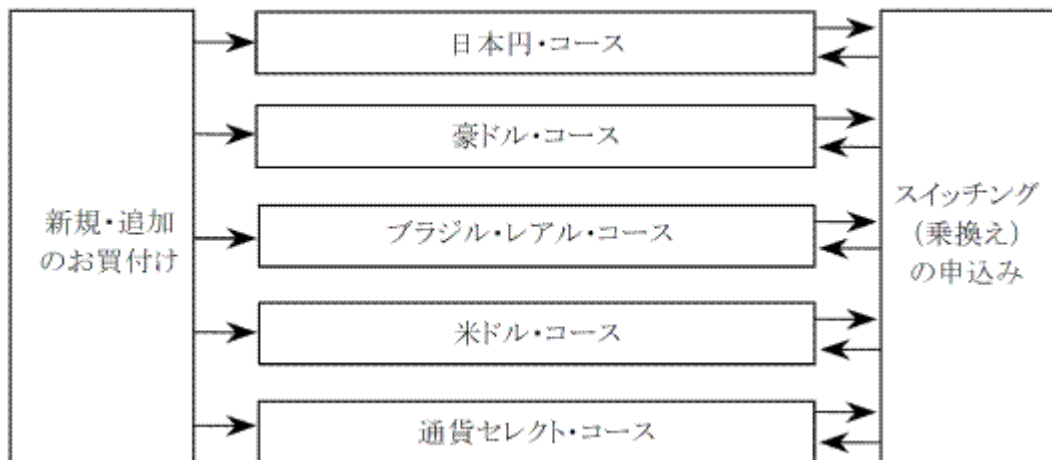 新規・追加
のお買付け
日本円・コース
豪ドル・コース
ブラジル・レアル・コース
米ドル・コース
通貨セレクト・コース
スイッチング
（乗換え）
の申込み